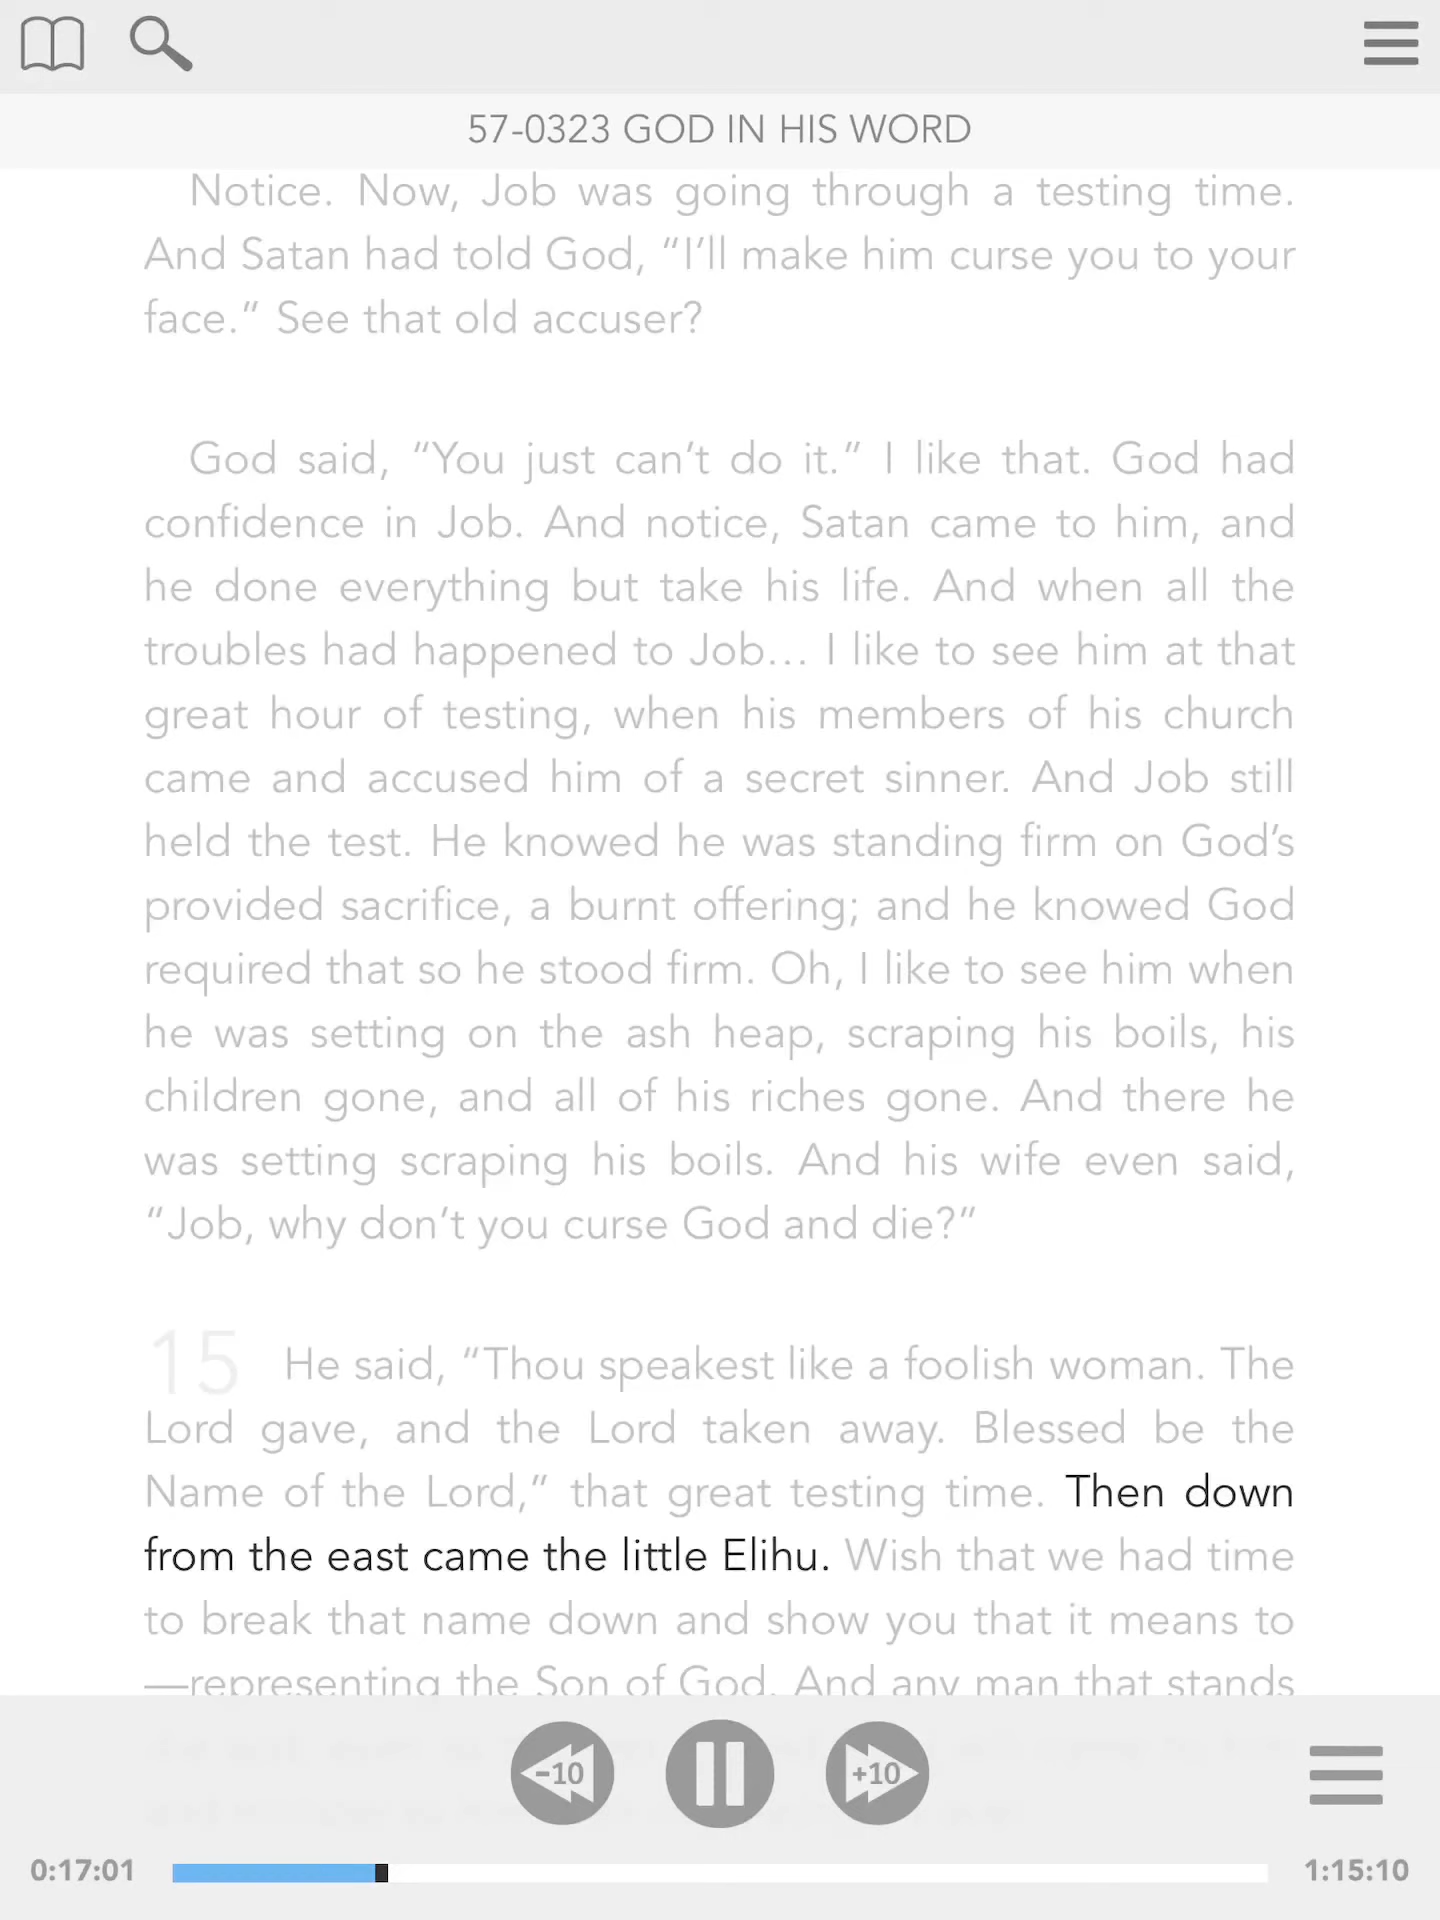 57-0323 GOD IN HIS WORD
Notice. Now, Job was going through a testing time.
And Satan had told God, “I’ll make him curse you to your
face.” See that old accuser?
God said, “You just can’t do it.” I like that. God had
confidence in Job. And notice, Satan came to him, and
he done everything but take his life. And when all the
troubles had happened to Job… I like to see him at that
great hour of testing, when his members of his church
came and accused him of a secret sinner. And Job still
held the test. He knowed he was standing firm on God’s
provided sacrifice, a burnt offering; and he knowed God
required that so he stood firm. Oh, I like to see him when
he was setting on the ash heap, scraping his boils, his
children gone, and all of his riches gone. And there he
was setting scraping his boils. And his wife even said,
“Job, why don’t you curse God and die?”
15 He said, “Thou speakest like a foolish woman. The
Lord gave, and the Lord taken away. Blessed be the
Name of the Lord,” that great testing time. Then down
from the east came the little Elihu. Wish that we had time
to break that name down and show you that it means to
—representing the Son of God. And any man that stands
-10 +10
0:17:01 1:15:10